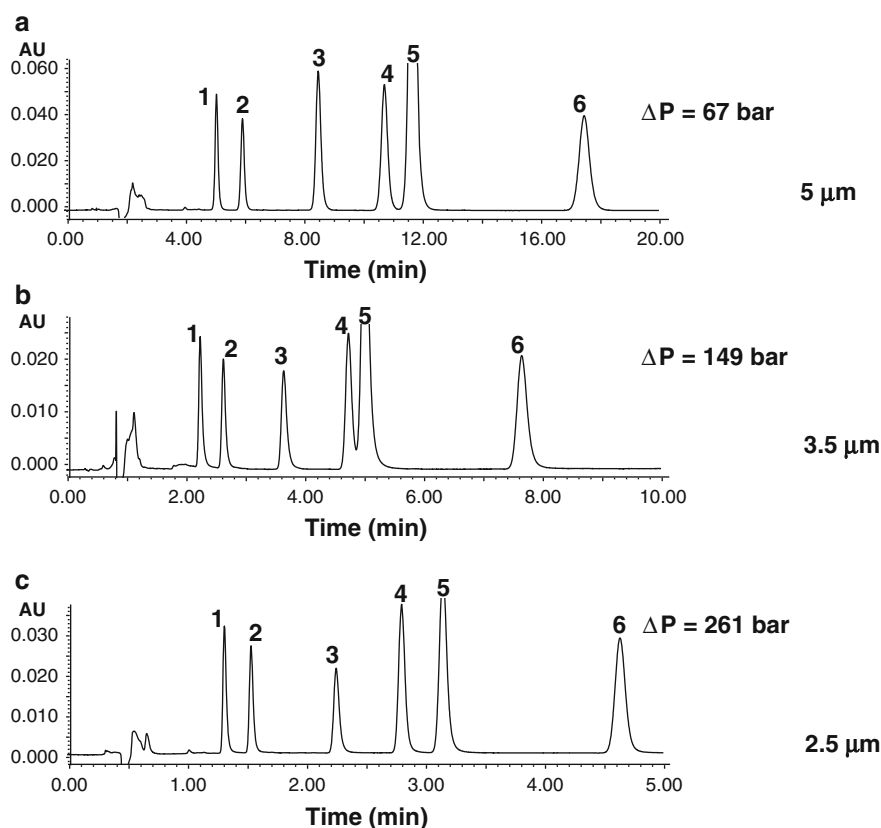 a
AU
0.060
0.040
0.020
0.000
1
2
3
4
5
6
ΔP = 67 bar
5 μm
0.00 4.00 8.00 12.00 16.00 20.00
Time (min)
b
AU
0.020
0.010
0.000
1
2
3
4
5
6
ΔP = 149 bar
3.5 μm
0.00 2.00 4.00 6.00 8.00 10.00
Time (min)
c
AU
0.030
0.020
0.010
0.000
1
2
3
4
5
6
ΔP = 261 bar
2.5 μm
0.00 1.00 2.00 3.00 4.00 5.00
Time (min)